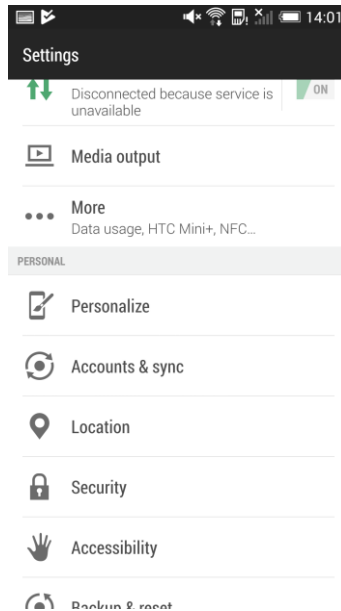 14:01
Settings
Disconnected because service is
unavailable
ON
Media output
More
Data usage, HTC Mini+, NFC...
PERSONAL
Personalize
Accounts & sync
Location
Security
Accessibility
Backup & reset